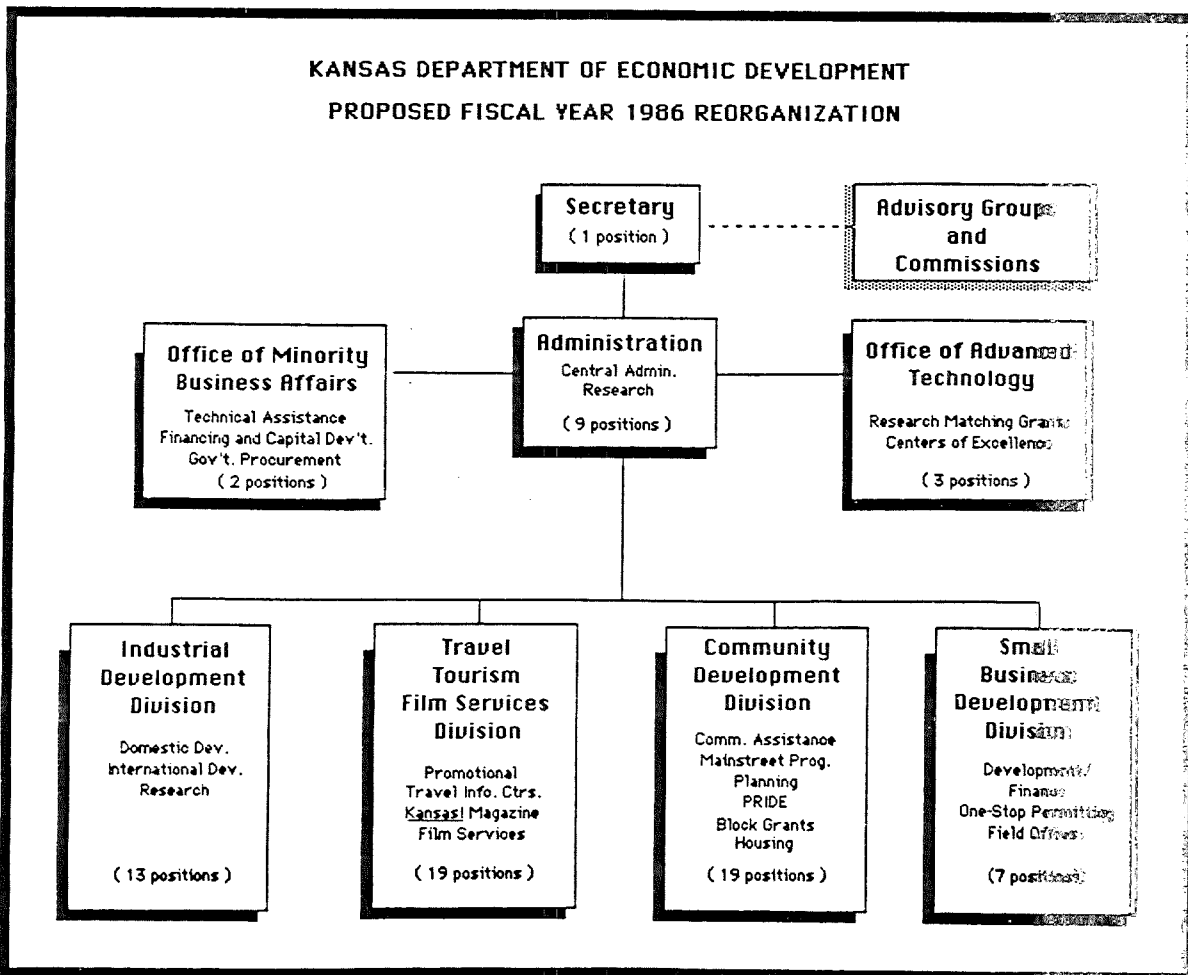 KANSAS DEPARTMENT OF ECONOMIC DEVELOPMENT
PROPOSED FISCAL YEAR 1986 REORGANIZATION
Secretary
( 1 position )
Advisory Groups
and
Commissions
Office of Minority
Business Affairs
Technical Assistance
Financing and Capital Dev't.
Gov't. Procurement
( 2 positions )
Administration
Central Admin.
Research
( 9 positions )
Office of Advanced
Technology
Research Matching Grants
Centers of Excellence
( 3 positions )
Industrial
Development
Division
Domestic Dev.
International Dev.
Research
( 13 positions )
Travel
Tourism
Film Services
Division
Promotional
Travel Info. Ctrs.
Kansas! Magazine
Film Services
( 19 positions )
Community
Development
Division
Comm. Assistance
Mainstreet Prog.
Planning
PRIDE
Block Grants
Housing
( 19 positions )
Small
Business
Development
Division
Development/
Finance
One-Stop Permitting
Field Offices
(7 positions)